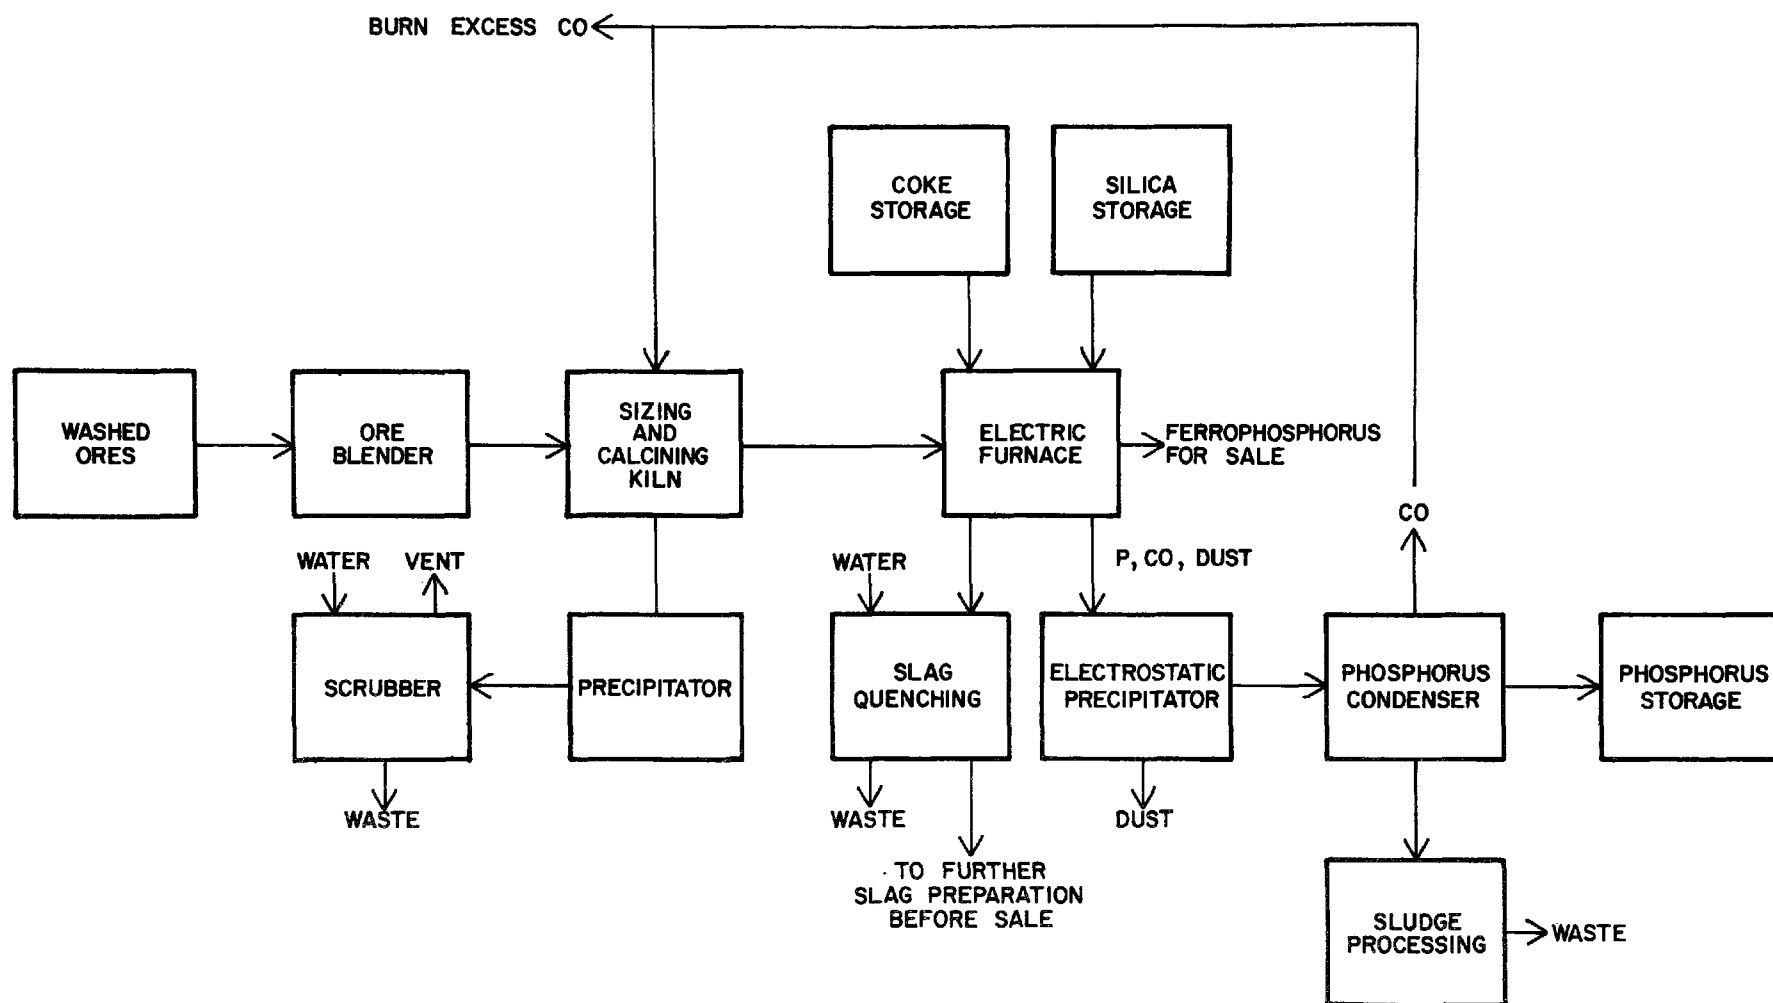 BURN EXCESS CO
COKE
STORAGE
SILICA
STORAGE
WASHED
ORES
ORE
BLENDER
SIZING
AND
CALCINING
KILN
ELECTRIC
FURNACE
FERROPHOSPHORUS
FOR SALE
CO
WATER
VENT
WATER
P, CO, DUST
SCRUBBER
PRECIPITATOR
SLAG
QUENCHING
ELECTROSTATIC
PRECIPITATOR
PHOSPHORUS
CONDENSER
PHOSPHORUS
STORAGE
WASTE
WASTE
DUST
TO FURTHER
SLAG PREPARATION
BEFORE SALE
SLUDGE
PROCESSING
WASTE